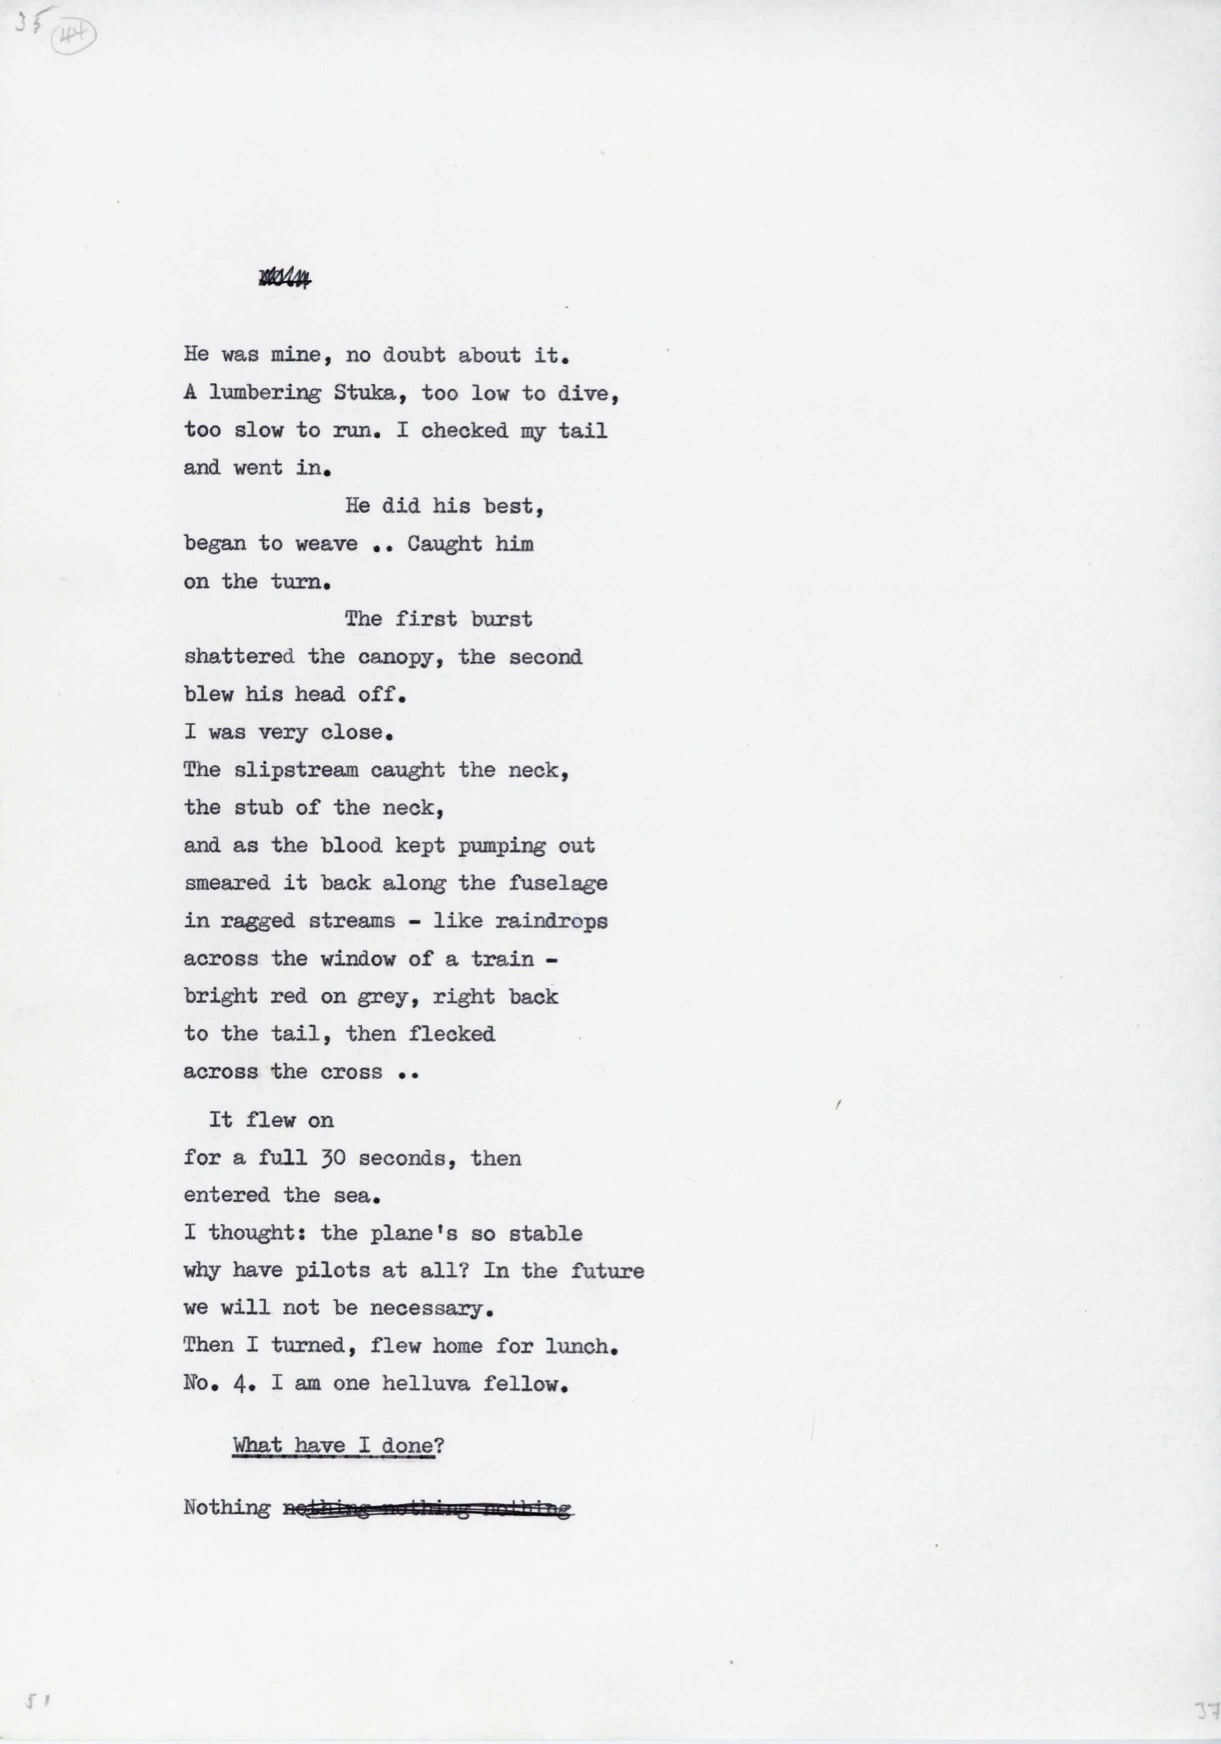 35 44
He was mine, no doubt about it.
A lumbering Stuka, too low to dive,
too slow to run. I checked my tail
and went in.
He did his best,
began to weave .. Caught him
on the turn.
The first burst
shattered the canopy, the second
blew his head off.
I was very close.
The slipstream caught the neck,
the stub of the neck,
and as the blood kept pumping out
smeared it back along the fuselage
in ragged streams - like raindrops
across the window of a train -
bright red on grey, right back
to the tail, then flecked
across the cross ..
It flew on
for a full 30 seconds, then
entered the sea.
I thought: the plane's so stable
why have pilots at all? In the future
we will not be necessary.
Then I turned, flew home for lunch.
No. 4. I am one helluva fellow.
What have I done?
Nothing nothing nothing nothing
51
37